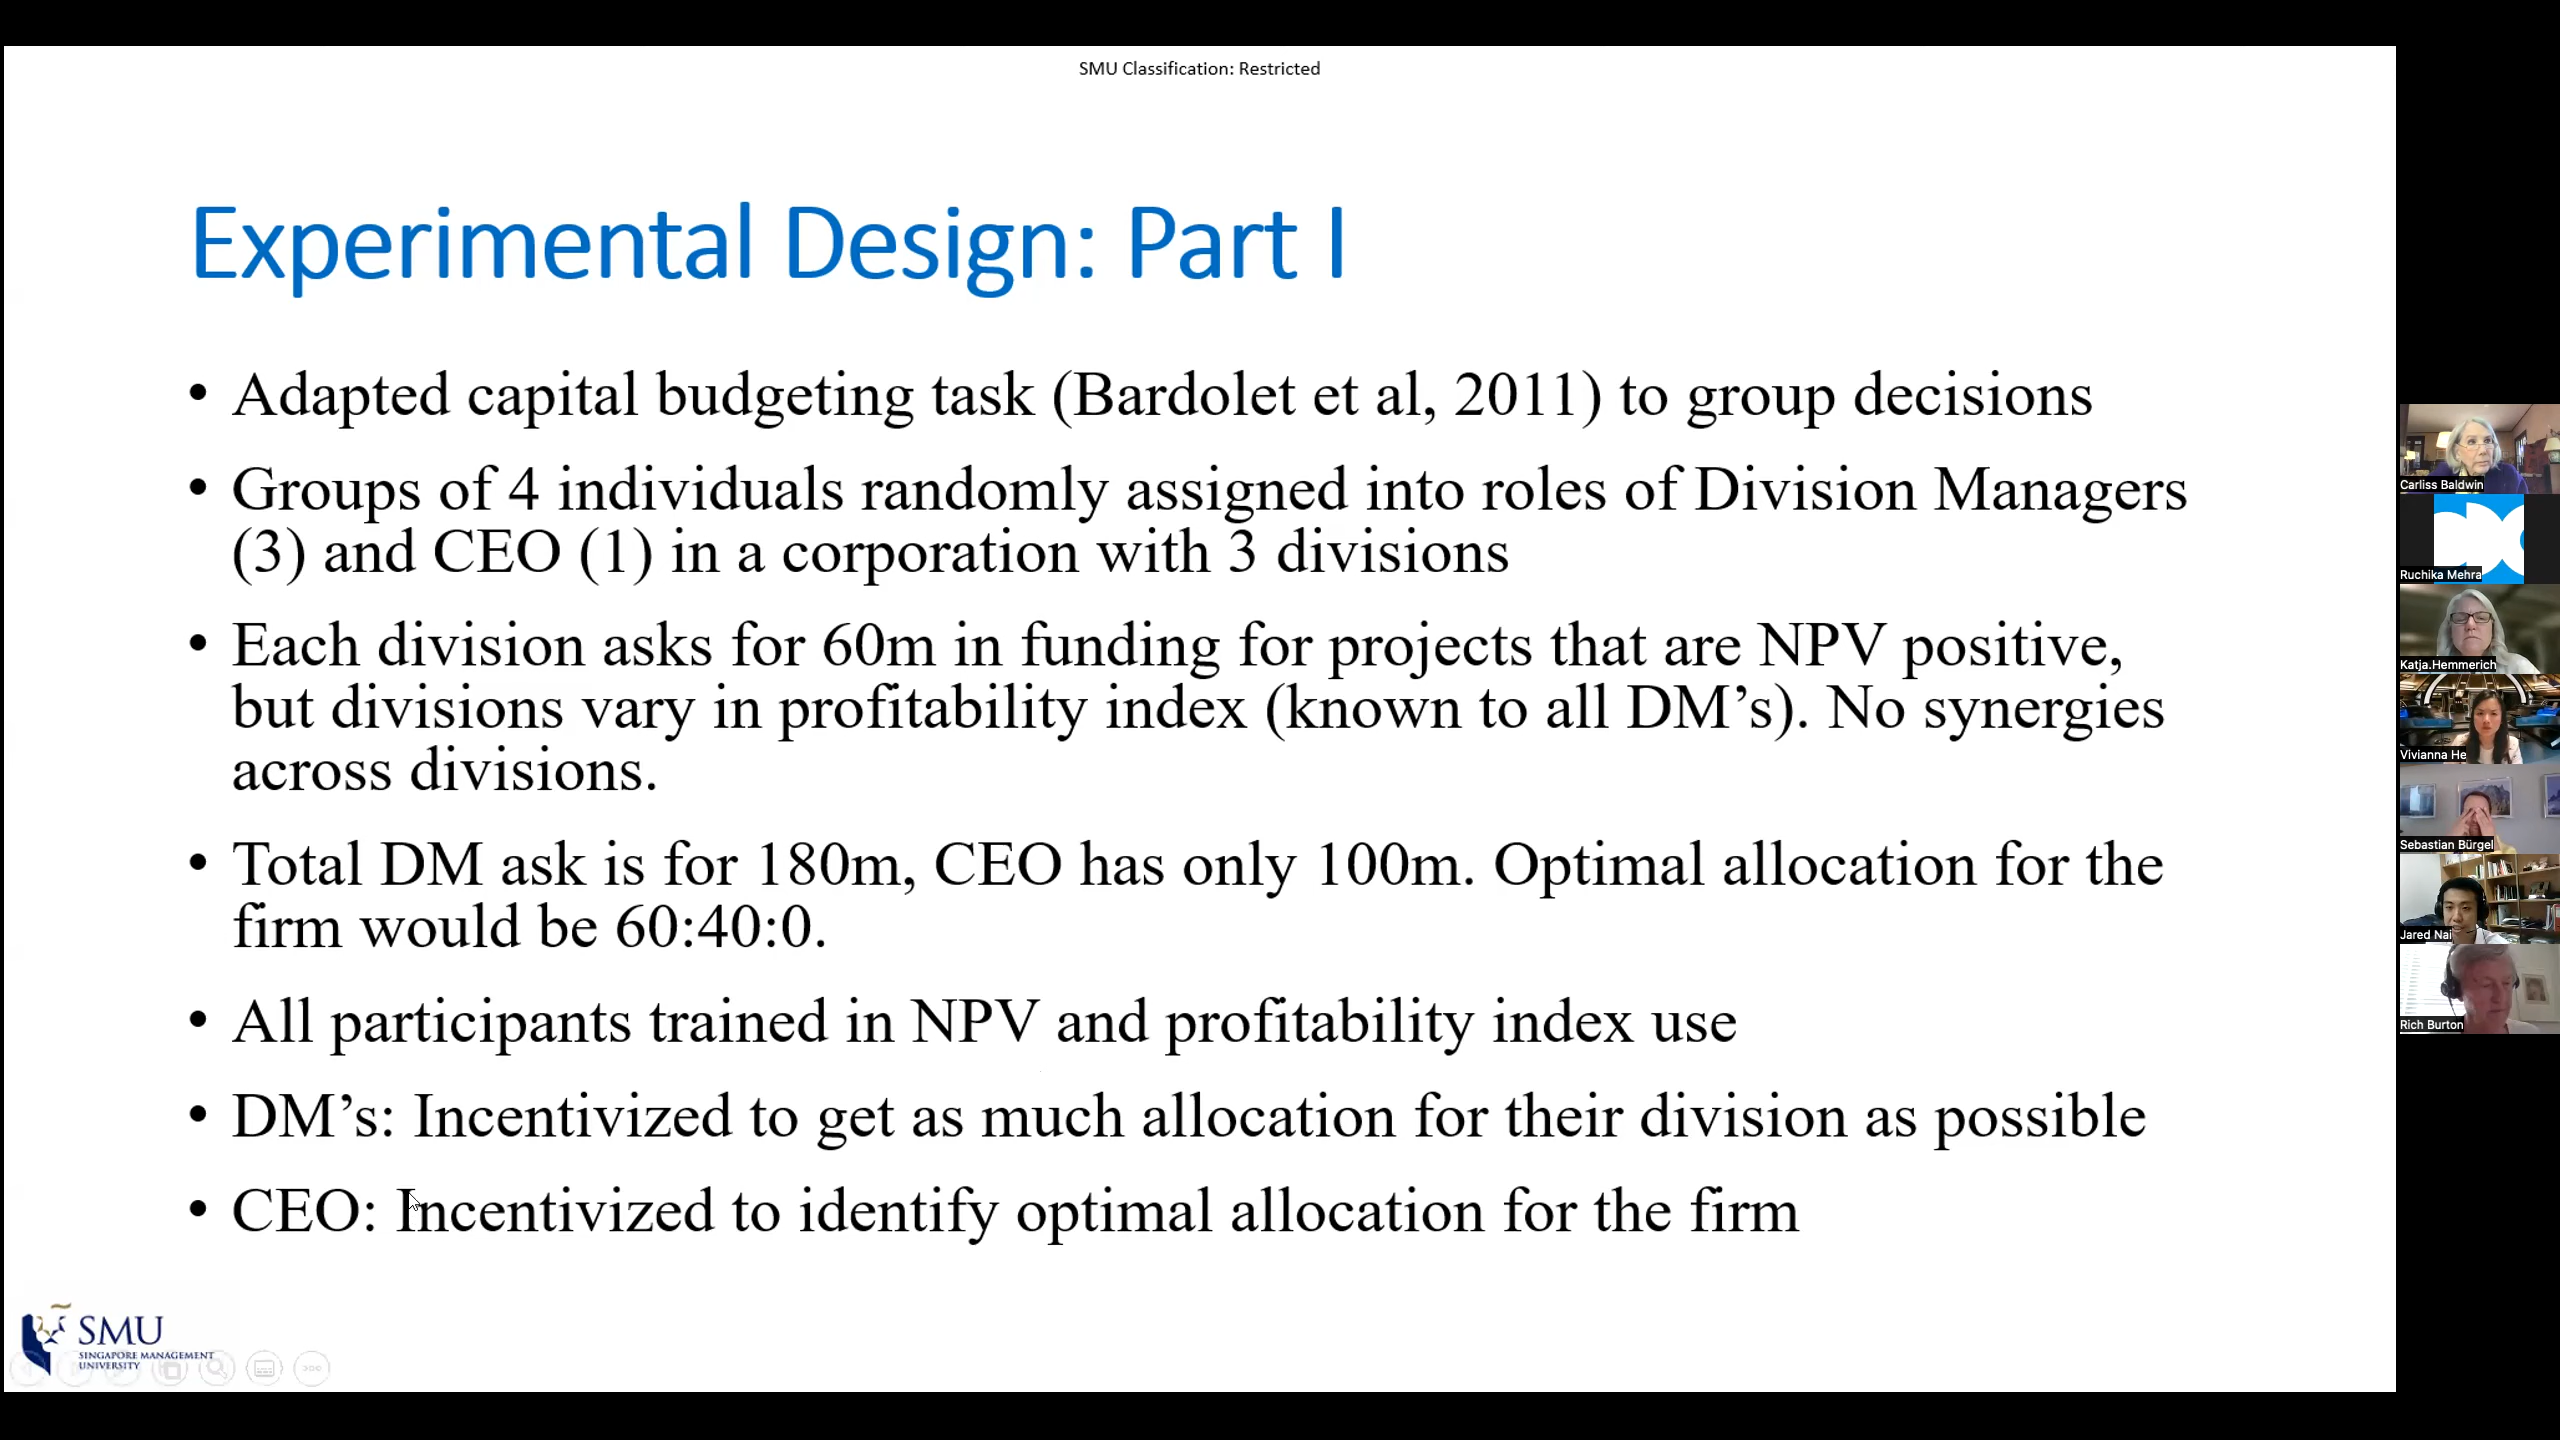 SMU Classification: Restricted
Experimental Design: Part I
• Adapted capital budgeting task (Bardolet et al, 2011) to group decisions
• Groups of 4 individuals randomly assigned into roles of Division Managers
(3) and CEO (1) in a corporation with 3 divisions
• Each division asks for 60m in funding for projects that are NPV positive,
but divisions vary in profitability index (known to all DM’s). No synergies
across divisions.
• Total DM ask is for 180m, CEO has only 100m. Optimal allocation for the
firm would be 60:40:0.
• All participants trained in NPV and profitability index use
• DM’s: Incentivized to get as much allocation for their division as possible
• CEO: Incentivized to identify optimal allocation for the firm
SMU
SINGAPORE MANAGEMENT
UNIVERSITY
Carliss Baldwin
Ruchika Mehra
Katja.Hemmerich
Vivianna He
Sebastian Bürgel
Jared Nai
Rich Burton